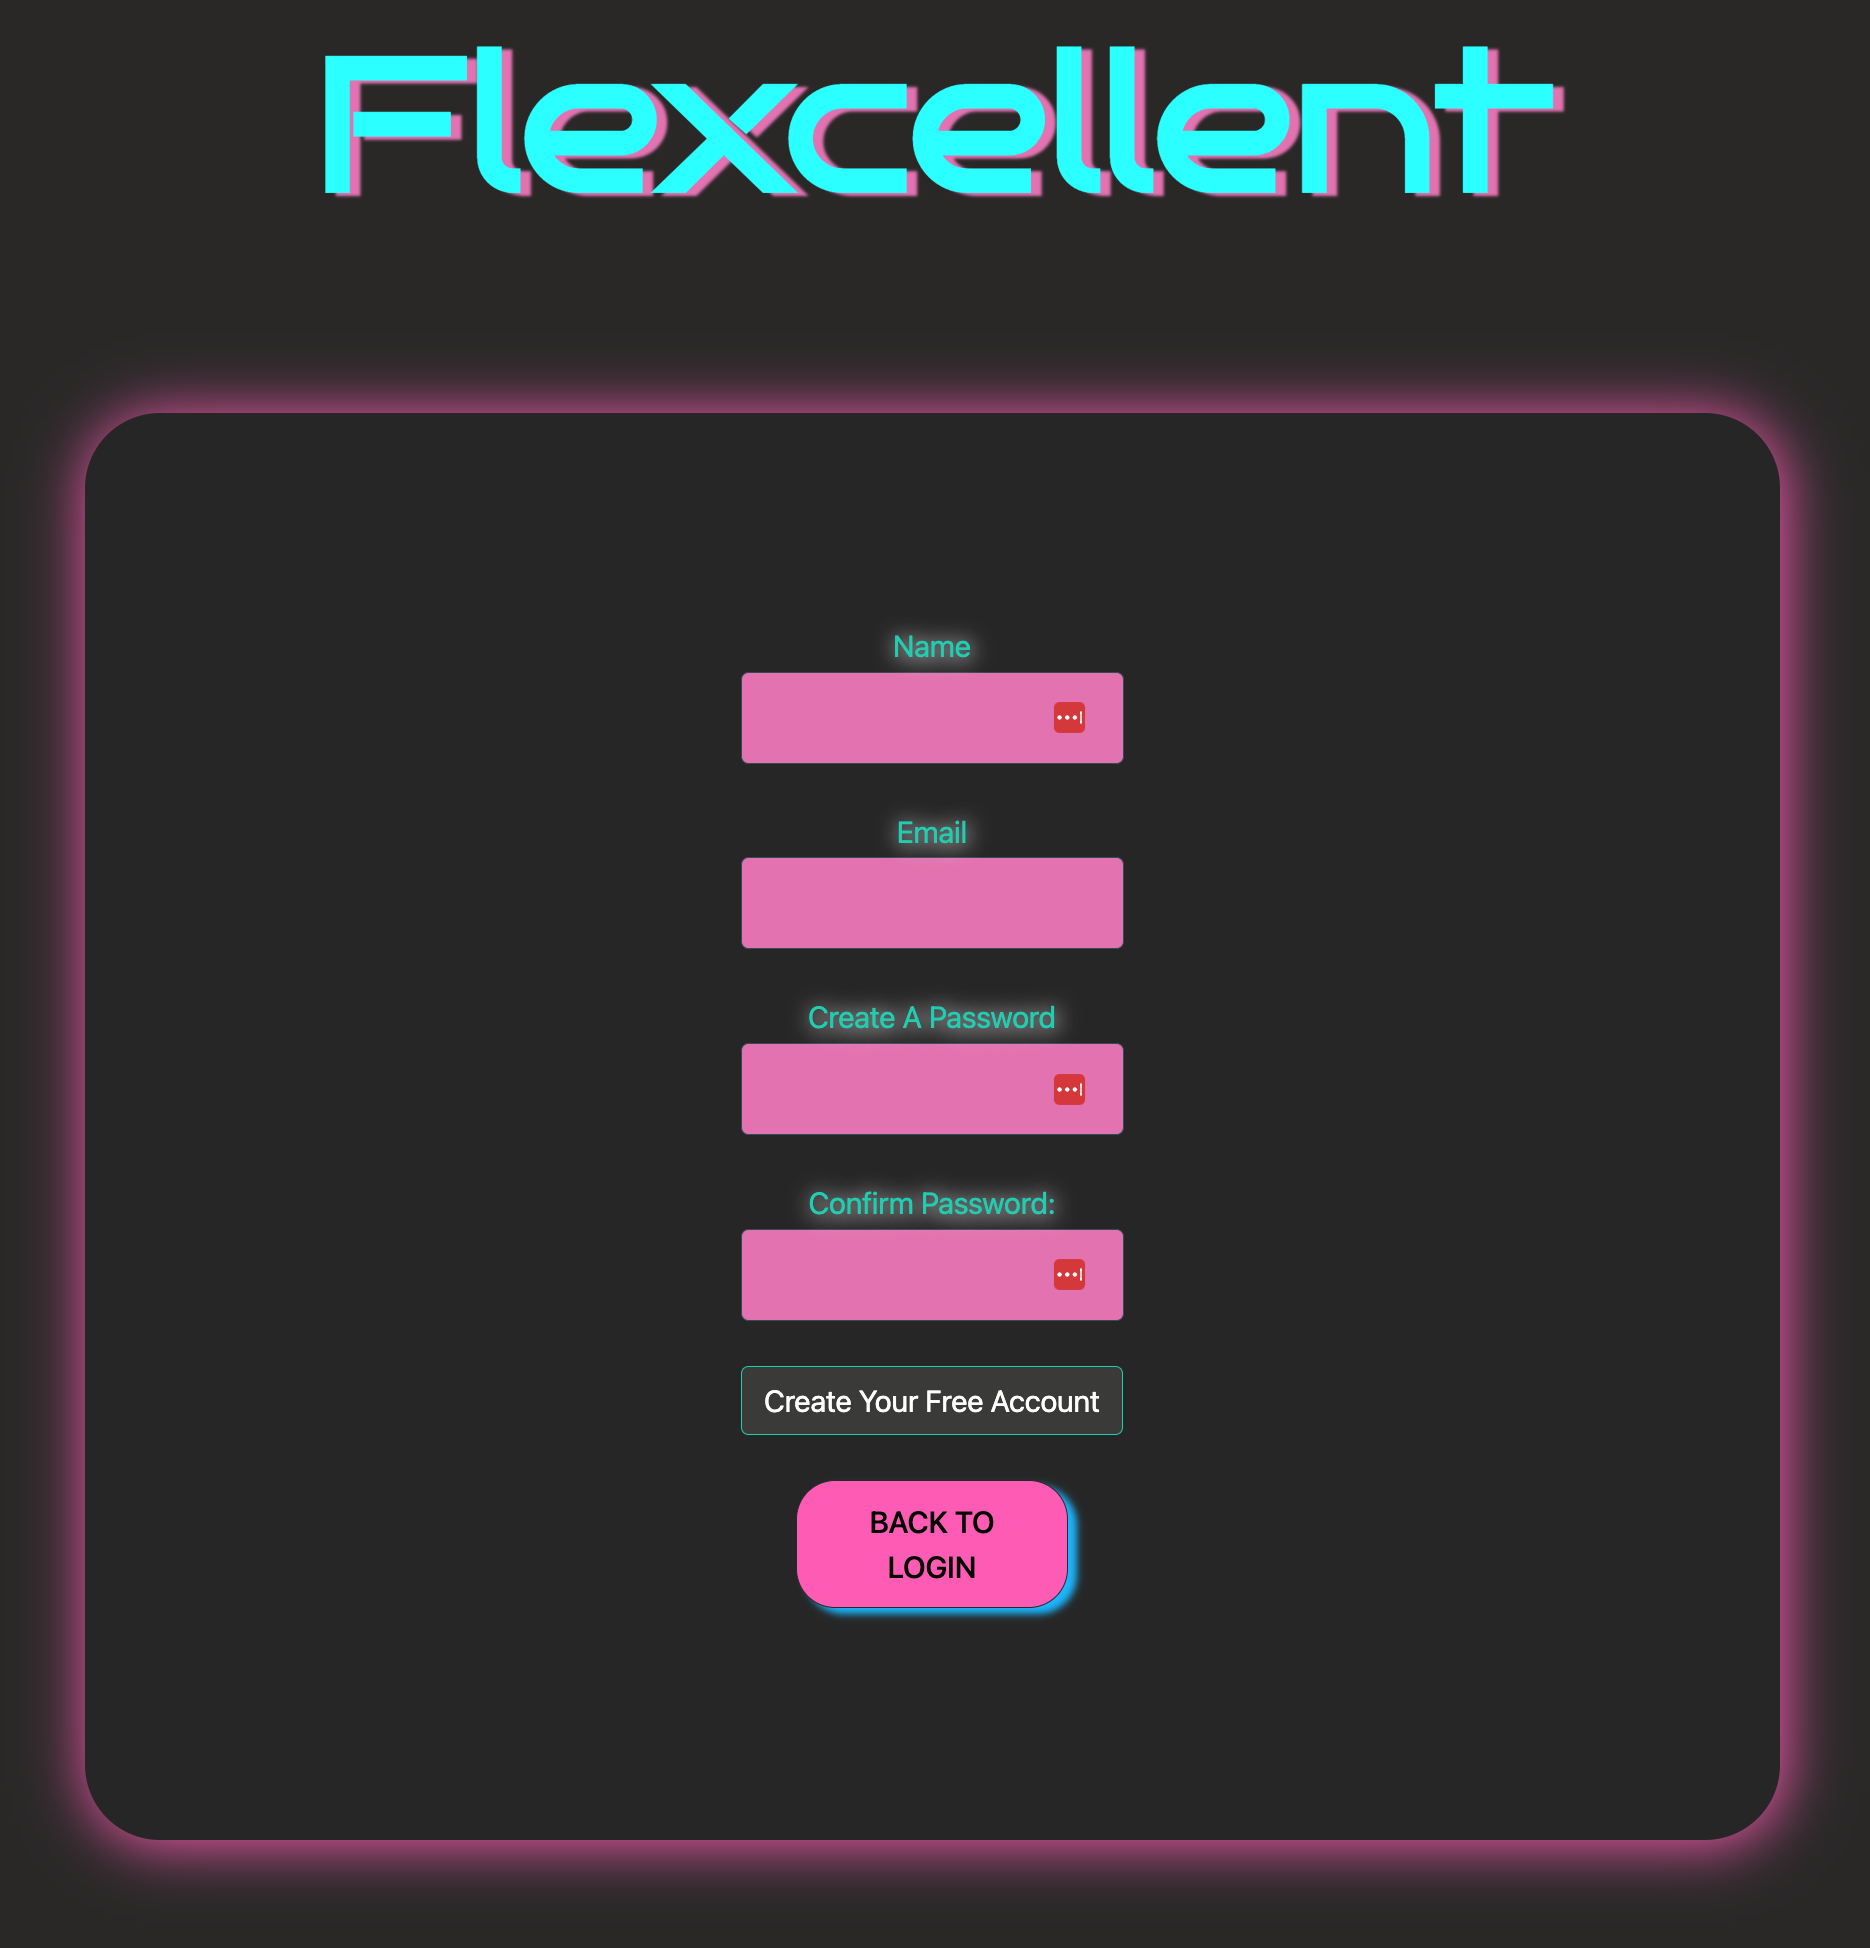 Flexcellent
Name
Email
Create A Password
Confirm Password:
Create Your Free Account
BACK TO
LOGIN